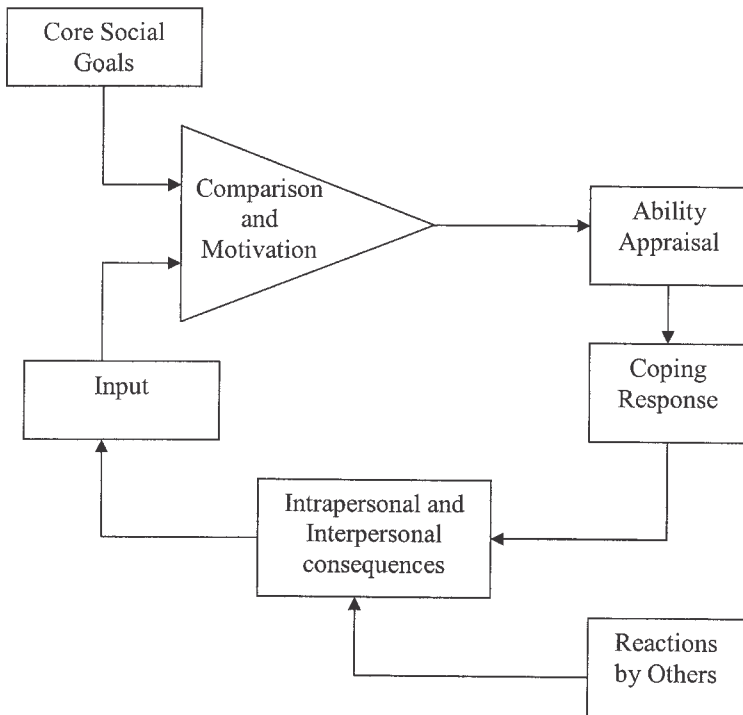 Core Social
Goals
Comparison
and
Motivation
Ability
Appraisal
Input
Coping
Response
Intrapersonal and
Interpersonal
consequences
Reactions
by Others